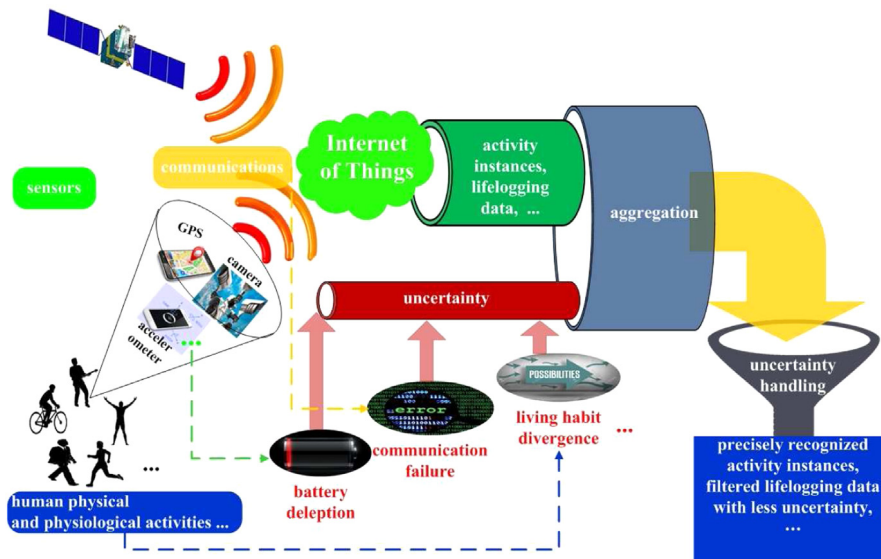 communications
sensors
Internet
of Things
activity
instances,
lifelogging
data, ...
aggregation
GPS
camera
acceler
ometer
...
uncertainty
POSSIBILITIES
error
uncertainty
handling
living habit
divergence
...
communication
failure
battery
deleption
...
human physical
and physiological activities ...
precisely recognized
activity instances,
filtered lifelogging data
with less uncertainty,
...